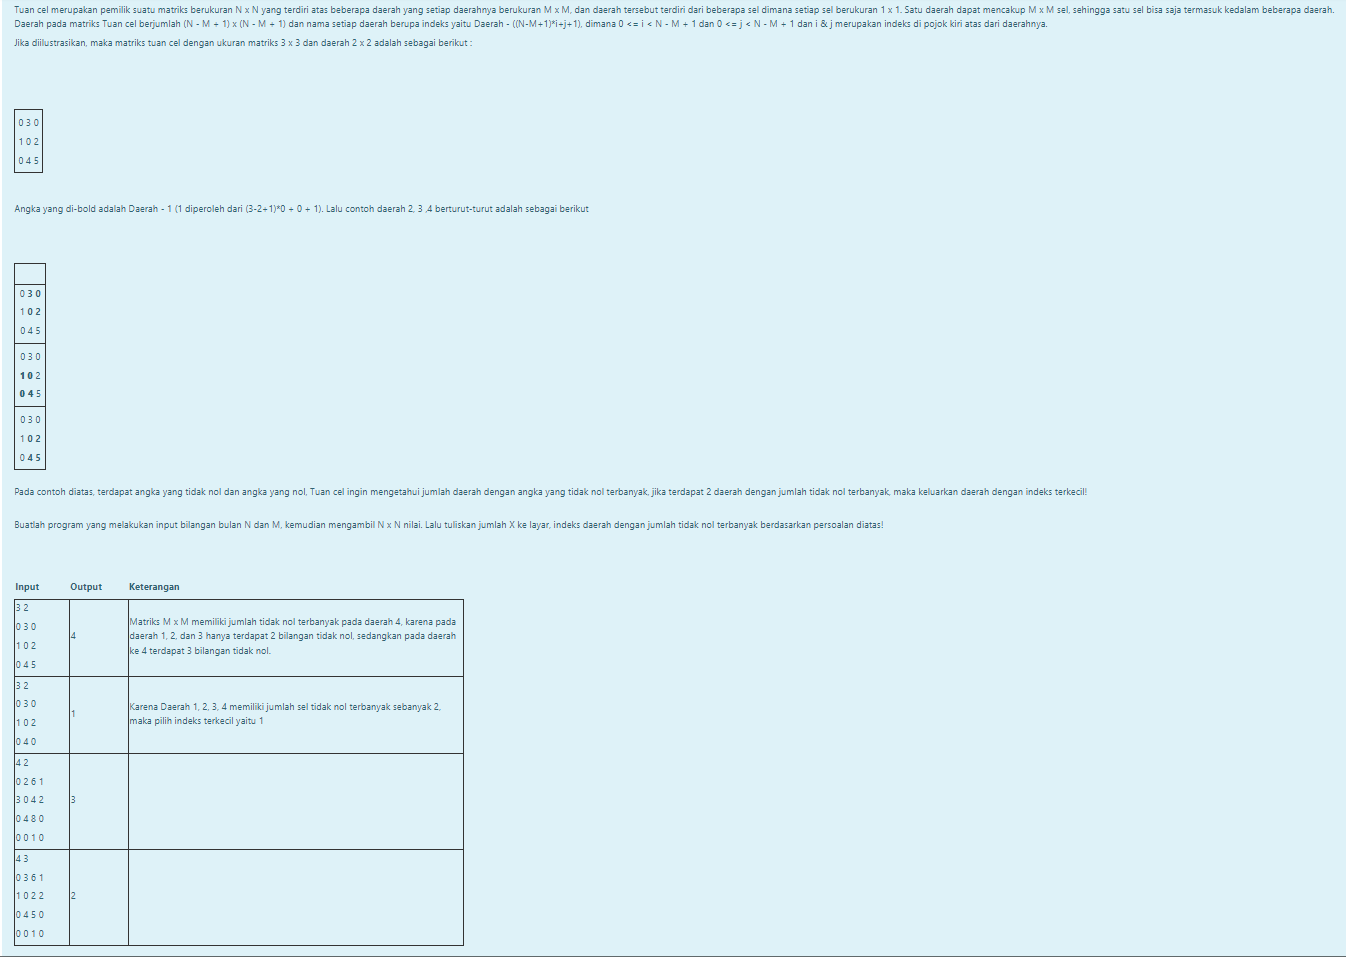 Tuan cel merupakan pemilik suatu matriks berukuran N x N yang terdiri atas beberapa daerah yang setiap daerahnya berukuran M x M, dan daerah tersebut terdiri dari beberapa sel dimana setiap sel berukuran 1 x 1. Satu daerah dapat mencakup M x M sel, sehingga satu sel bisa saja termasuk kedalam beberapa daerah.
Daerah pada matriks Tuan cel berjumlah (N - M + 1) x (N - M + 1) dan nama setiap daerah berupa indeks yaitu Daerah - ((N-M+1)*i+j+1), dimana 0 <= i < N - M + 1 dan 0 <= j < N - M + 1 dan i & j merupakan indeks di pojok kiri atas dari daerahnya.
Jika diilustrasikan, maka matriks tuan cel dengan ukuran matriks 3 x 3 dan daerah 2 x 2 adalah sebagai berikut :
0 3 0
1 0 2
0 4 5
Angka yang di-bold adalah Daerah - 1 (1 diperoleh dari (3-2+1)*0 + 0 + 1). Lalu contoh daerah 2, 3 ,4 berturut-turut adalah sebagai berikut
0 3 0
1 0 2
0 4 5
0 3 0
1 0 2
0 4 5
0 3 0
1 0 2
0 4 5
Pada contoh diatas, terdapat angka yang tidak nol dan angka yang nol, Tuan cel ingin mengetahui jumlah daerah dengan angka yang tidak nol terbanyak, jika terdapat 2 daerah dengan jumlah tidak nol terbanyak, maka keluarkan daerah dengan indeks terkecil!
Buatlah program yang melakukan input bilangan bulan N dan M, kemudian mengambil N x N nilai. Lalu tuliskan jumlah X ke layar, indeks daerah dengan jumlah tidak nol terbanyak berdasarkan persoalan diatas!
Input Output Keterangan
3 2
0 3 0
1 0 2
0 4 5
4
Matriks M x M memiliki jumlah tidak nol terbanyak pada daerah 4, karena pada
daerah 1, 2, dan 3 hanya terdapat 2 bilangan tidak nol, sedangkan pada daerah
ke 4 terdapat 3 bilangan tidak nol.
3 2
0 3 0
1 0 2
0 4 0
1
Karena Daerah 1, 2, 3, 4 memiliki jumlah sel tidak nol terbanyak sebanyak 2,
maka pilih indeks terkecil yaitu 1
4 2
0 2 6 1
3 0 4 2
0 4 8 0
0 0 1 0
3
4 3
0 3 6 1
1 0 2 2
0 4 5 0
0 0 1 0
2